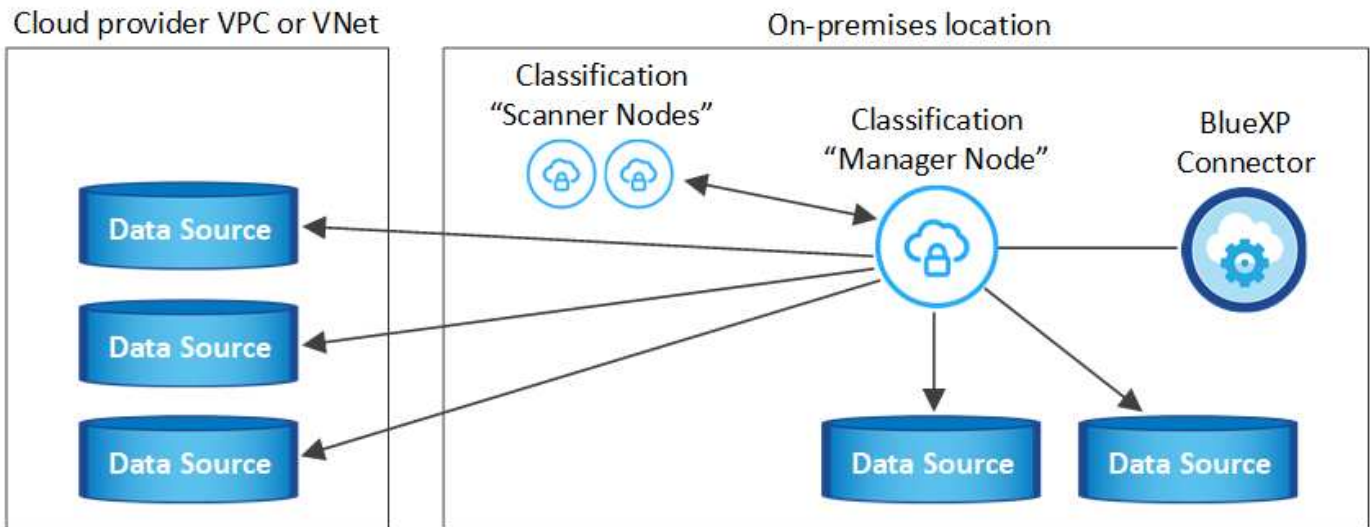 Cloud provider VPC or VNet
On-premises location
Classification
“Scanner Nodes”
Classification
“Manager Node”
BlueXP
Connector
Data Source
Data Source
Data Source
Data Source
Data Source